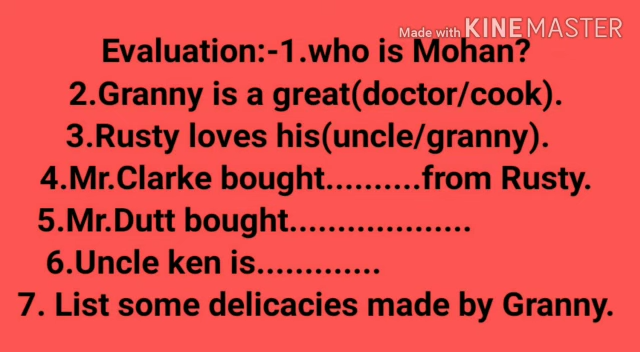 Made with KINEMASTER
Evaluation:-1.who is Mohan?
2.Granny is a great(doctor/cook).
3.Rusty loves his(uncle/granny).
4.Mr.Clarke bought..........from Rusty.
5.Mr.Dutt bought...................
6.Uncle ken is.............
7. List some delicacies made by Granny.